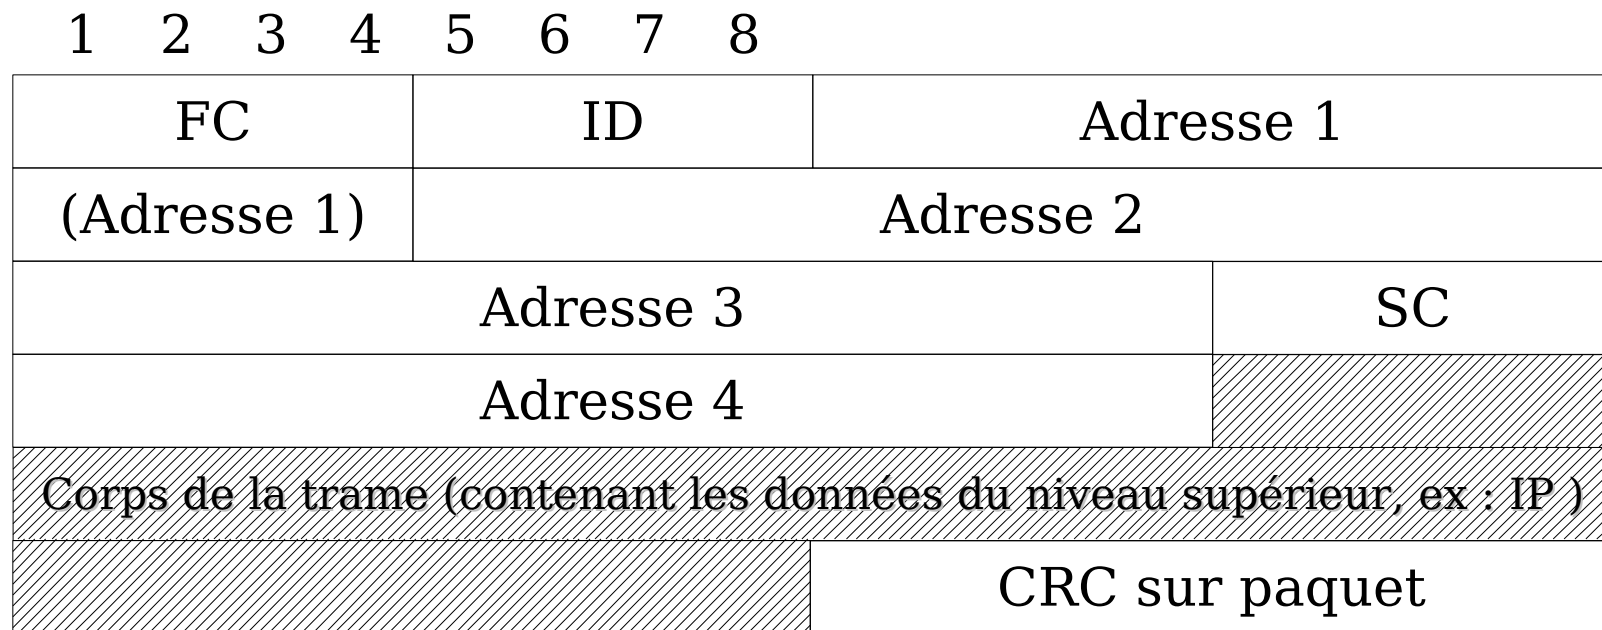 1 2 3 4 5 6 7 8
FC ID Adresse 1
(Adresse 1) Adresse 2
Adresse 3 SC
Adresse 4
Corps de la trame (contenant les données du niveau supérieur, ex : IP )
CRC sur paquet